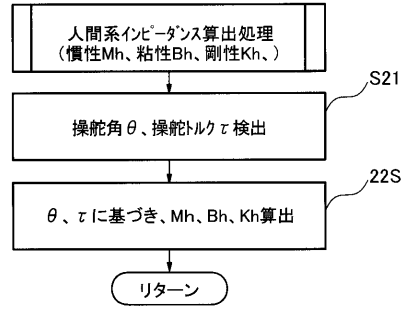 人間系インピーダンス算出処理
(慣性Mh、粘性Bh、剛性Kh、)
S21
操舵角θ、操舵トルクτ検出
22S
θ、τに基づき、Mh、Bh、Kh算出
リターン